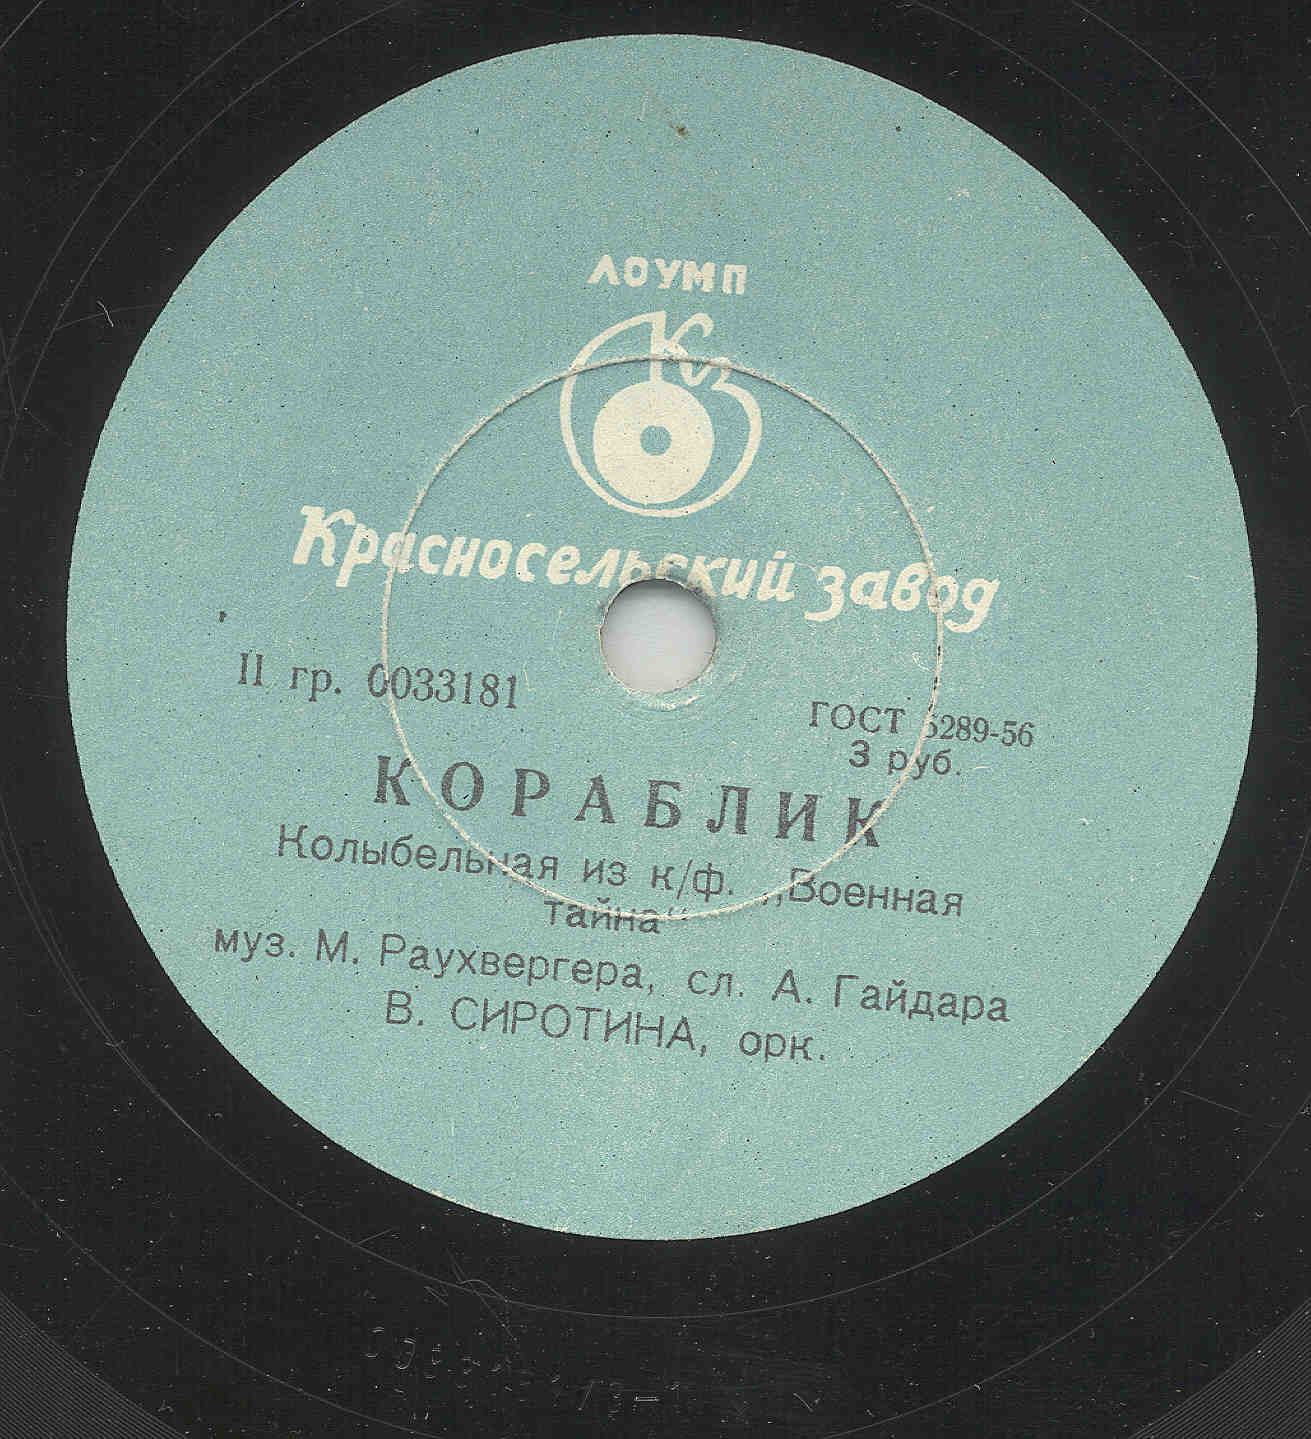 ЛОУМП
Кз
Красносельский завод
II гр. 0033181
ГОСТ 5289-56
3 руб.
КОРАБЛИК
Колыбельная из к/ф. „Военная
тайна“
муз. М. Раухвергера, сл. А. Гайдара
В. СИРОТИНА, орк.